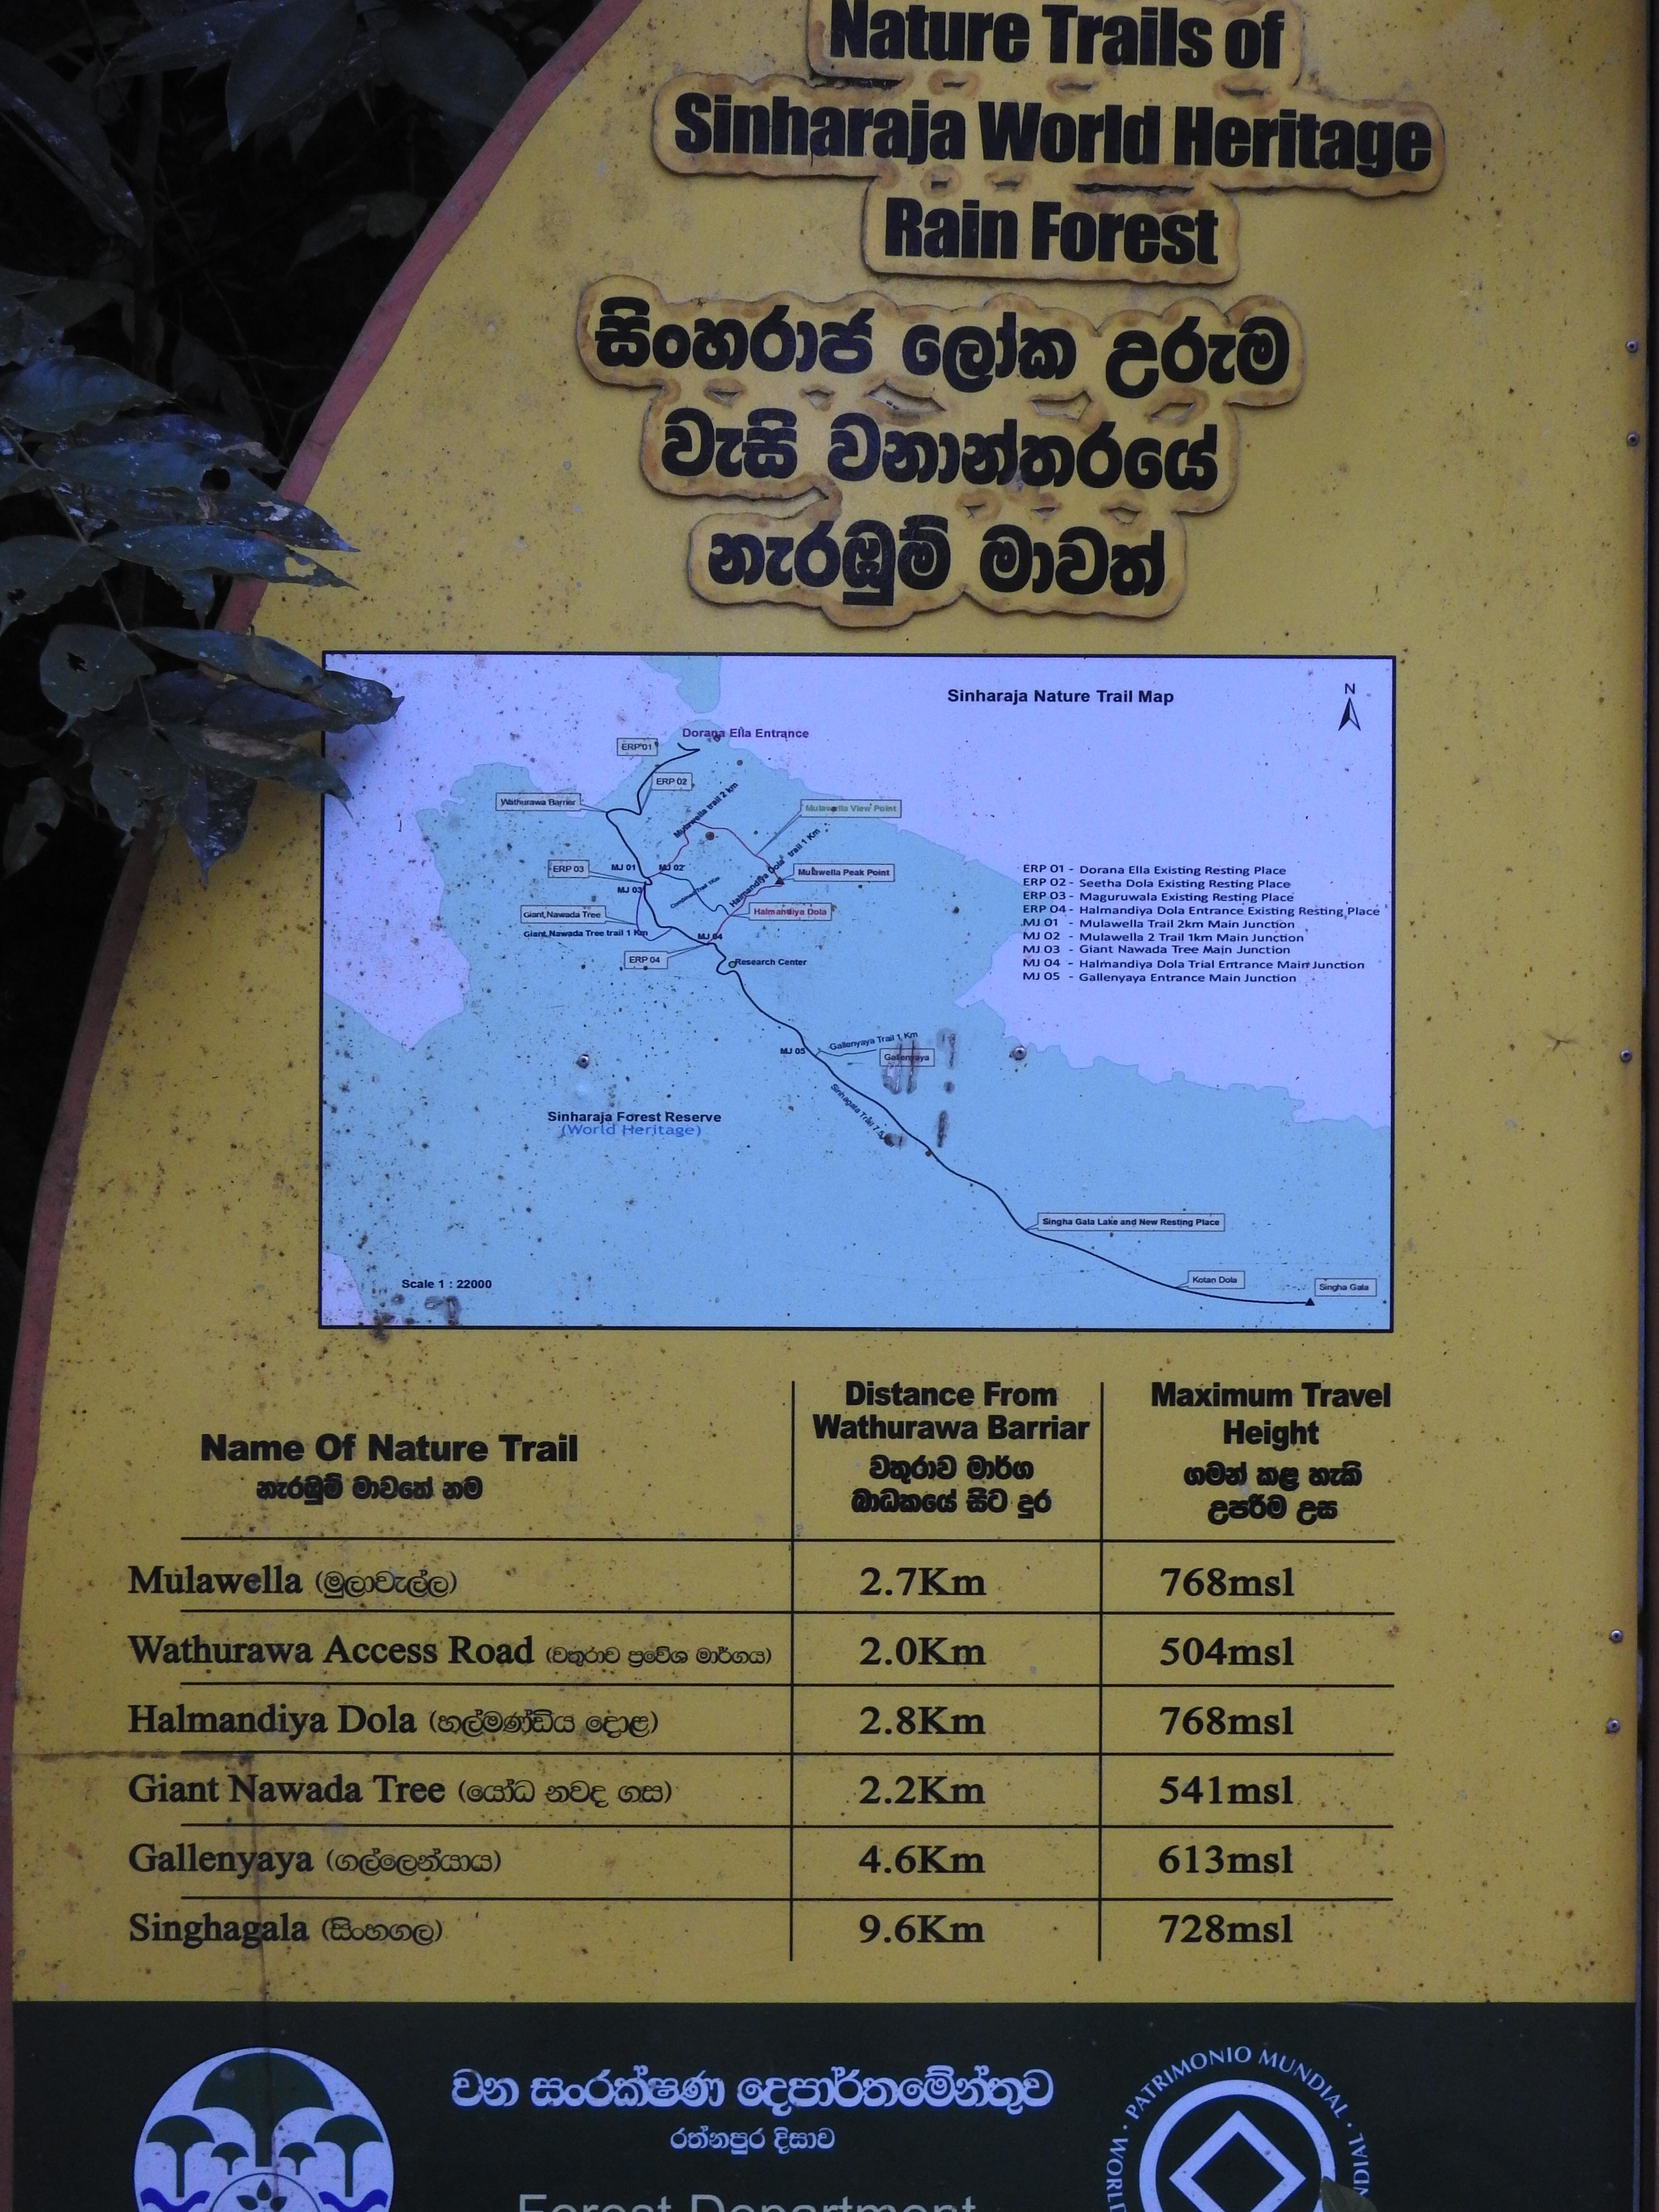 Nature Trails of
Sinharaja World Heritage
Rain Forest
සිංහරාජ ලෝක උරුම
වැසි වනාන්තරයේ
නැරඹුම් මාවත්
Sinharaja Nature Trail Map
N
Dorana Ella Entrance
ERP 01
ERP 02
Wathurawa Barrier
Mulawella trail 2 km
Mulawella View Point
ERP 03
MJ 01
MJ 02
Halmandiya Dola trail 1 Km
Mulawella Peak Point
MJ 03
Giant Nawada Tree
Halmandiya Dola
Giant Nawada Tree trail 1 Km
MJ 04
ERP 04
Research Center
ERP 01 - Dorana Ella Existing Resting Place
ERP 02 - Seetha Dola Existing Resting Place
ERP 03 - Maguruwala Existing Resting Place
ERP 04 - Halmandiya Dola Entrance Existing Resting Place
MJ 01 - Mulawella Trail 2km Main Junction
MJ 02 - Mulawella 2 Trail 1km Main Junction
MJ 03 - Giant Nawada Tree Main Junction
MJ 04 - Halmandiya Dola Trial Entrance Main Junction
MJ 05 - Gallenyaya Entrance Main Junction
MJ 05
Gallenyaya Trail 1 Km
Gallenyaya
Sinhagala Trail
Sinharaja Forest Reserve
(World Heritage)
Singha Gala Lake and New Resting Place
Kotan Dola
Singha Gala
Scale 1 : 22000
Name Of Nature Trail
නැරඹුම් මාවතේ නම
Distance From
Wathurawa Barriar
වතුරාව මාර්ග
බාධකයේ සිට දුර
Maximum Travel
Height
ගමන් කළ හැකි
උපරිම උස
Mulawella (මුලාවැල්ල) 2.7Km 768msl
Wathurawa Access Road (වතුරාව ප්‍රවේශ මාර්ගය) 2.0Km 504msl
Halmandiya Dola (හල්මණ්ඩිය දොළ) 2.8Km 768msl
Giant Nawada Tree (යෝධ නවද ගස) 2.2Km 541msl
Gallenyaya (ගල්ලෙන්යාය) 4.6Km 613msl
Singhagala (සිංහගල) 9.6Km 728msl
වන සංරක්ෂණ දෙපාර්තමේන්තුව
රත්නපුර දිසාව
Forest Department
PATRIMONIO MUNDIAL